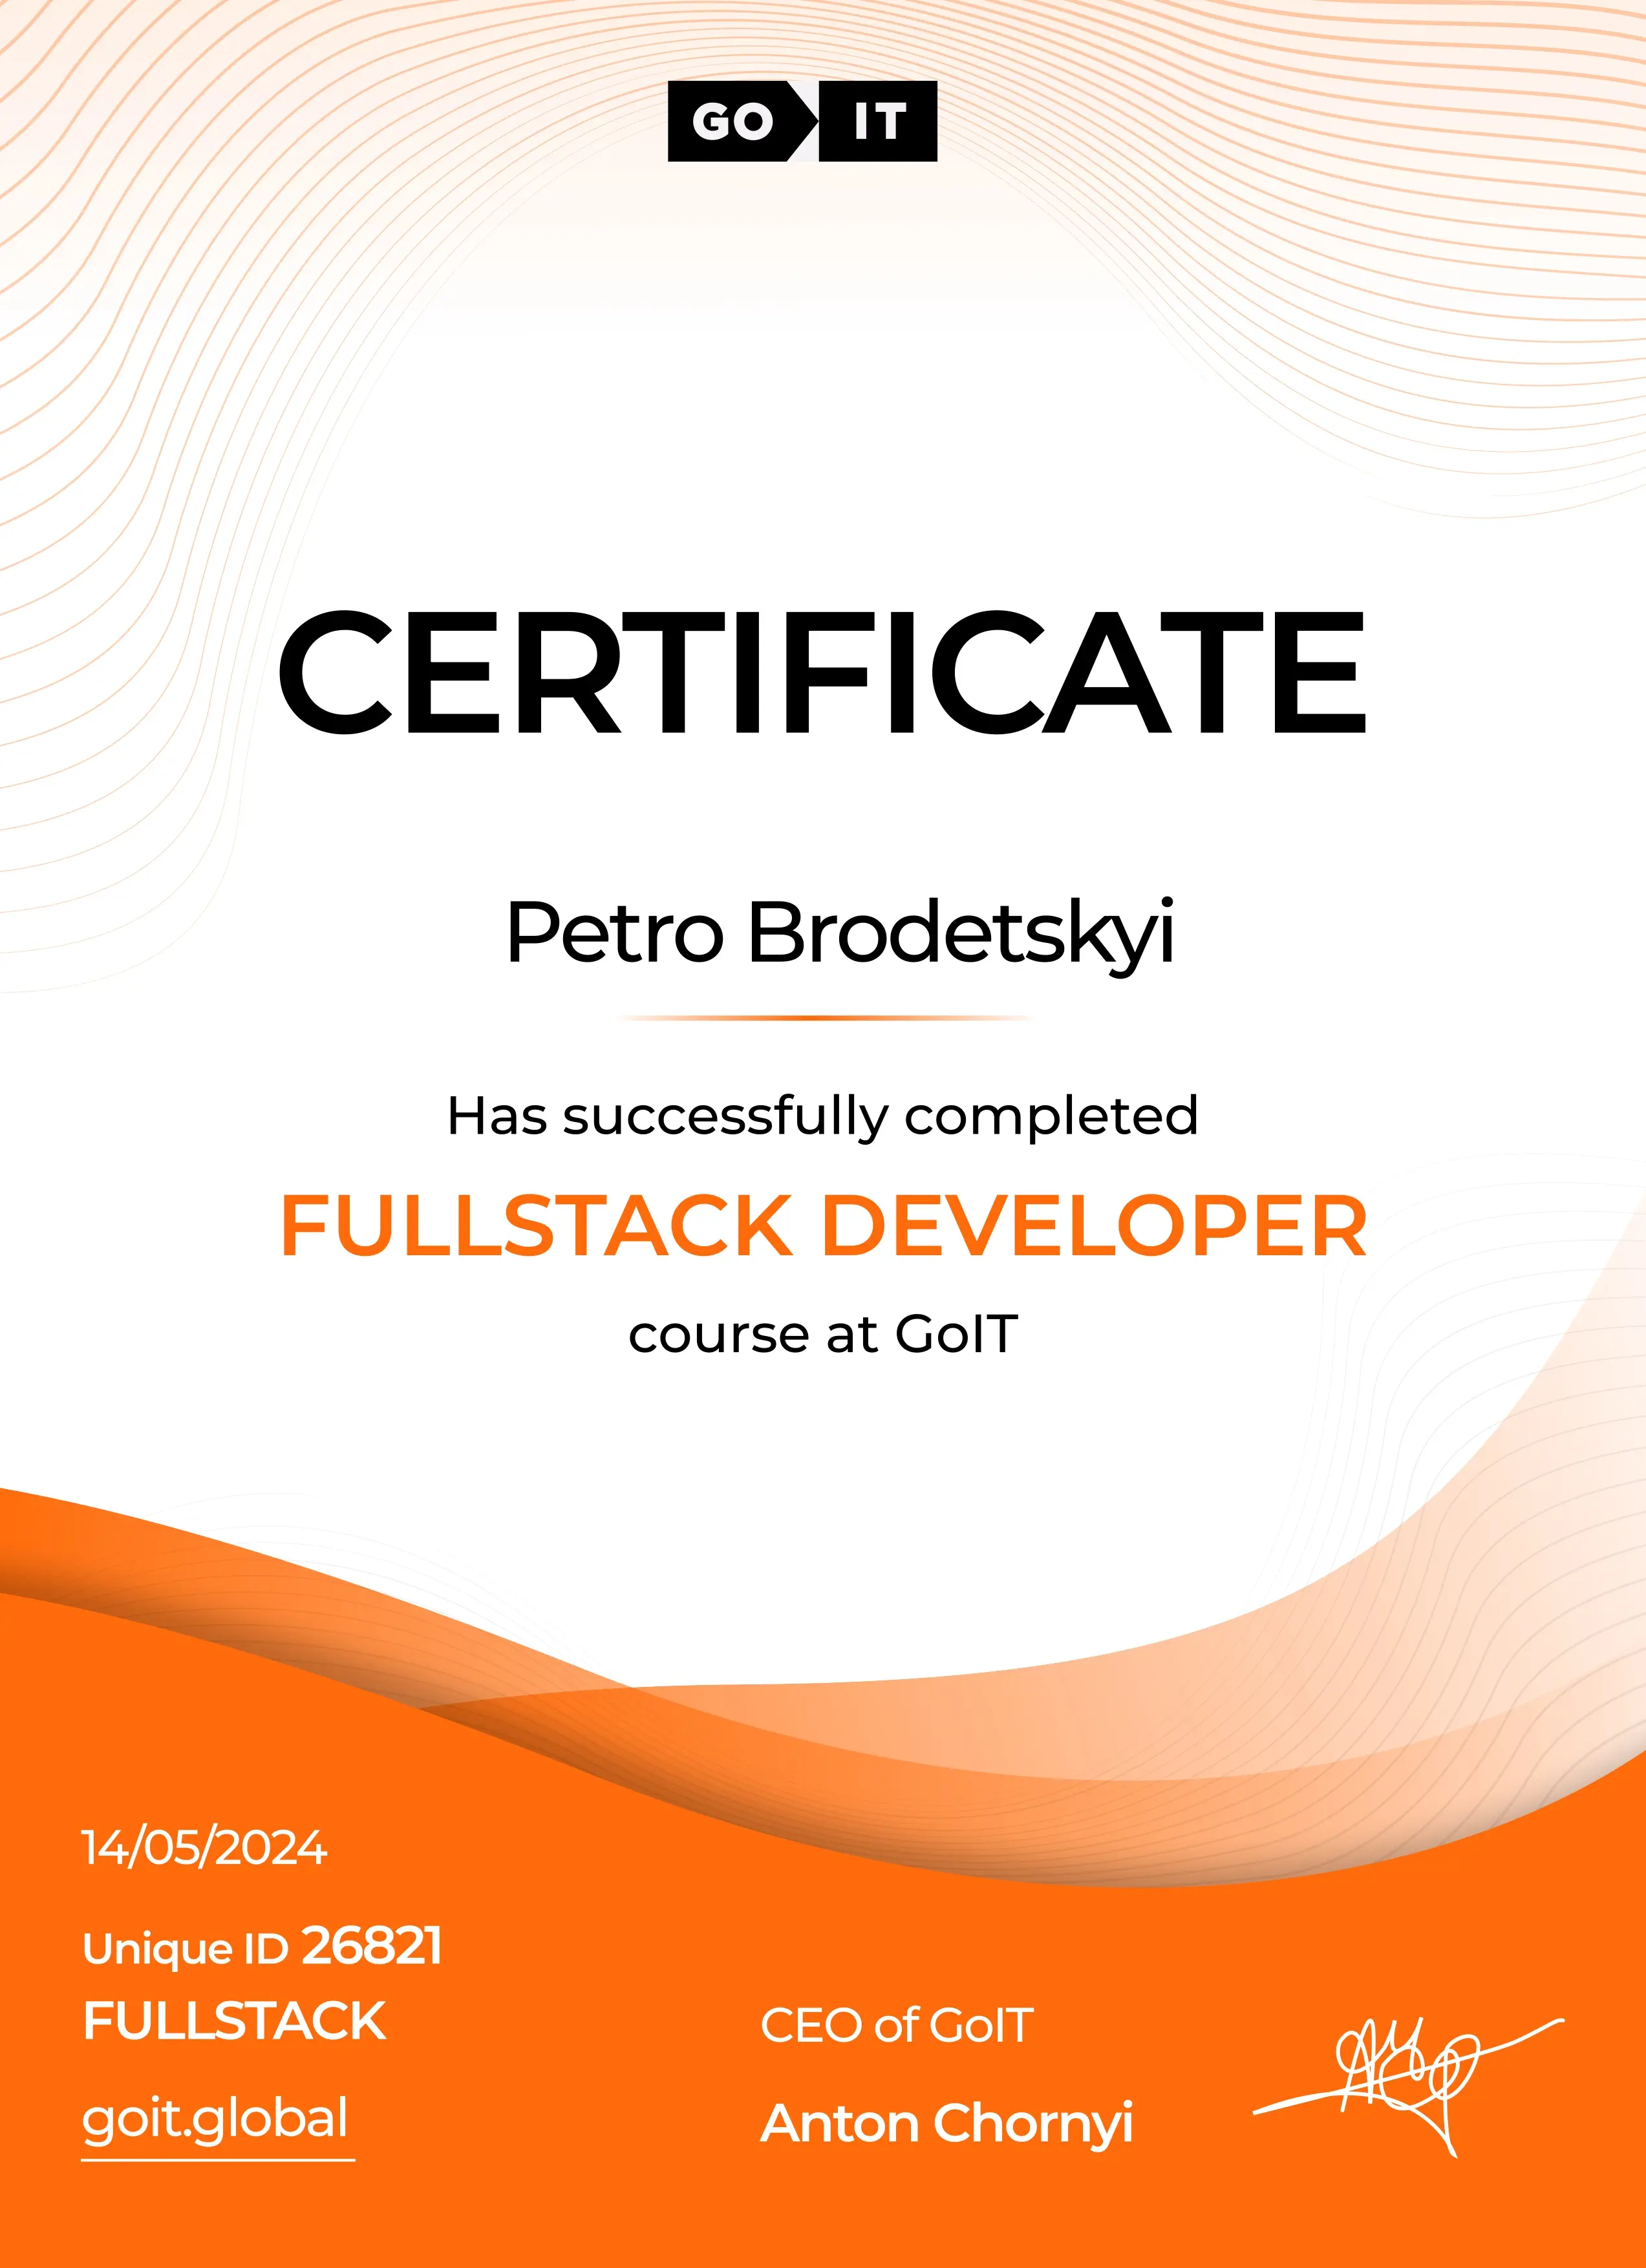 GO IT
CERTIFICATE
Petro Brodetskyi
Has successfully completed
FULLSTACK DEVELOPER
course at GoIT
14/05/2024
Unique ID 26821
FULLSTACK
goit.global
CEO of GoIT
Anton Chornyi